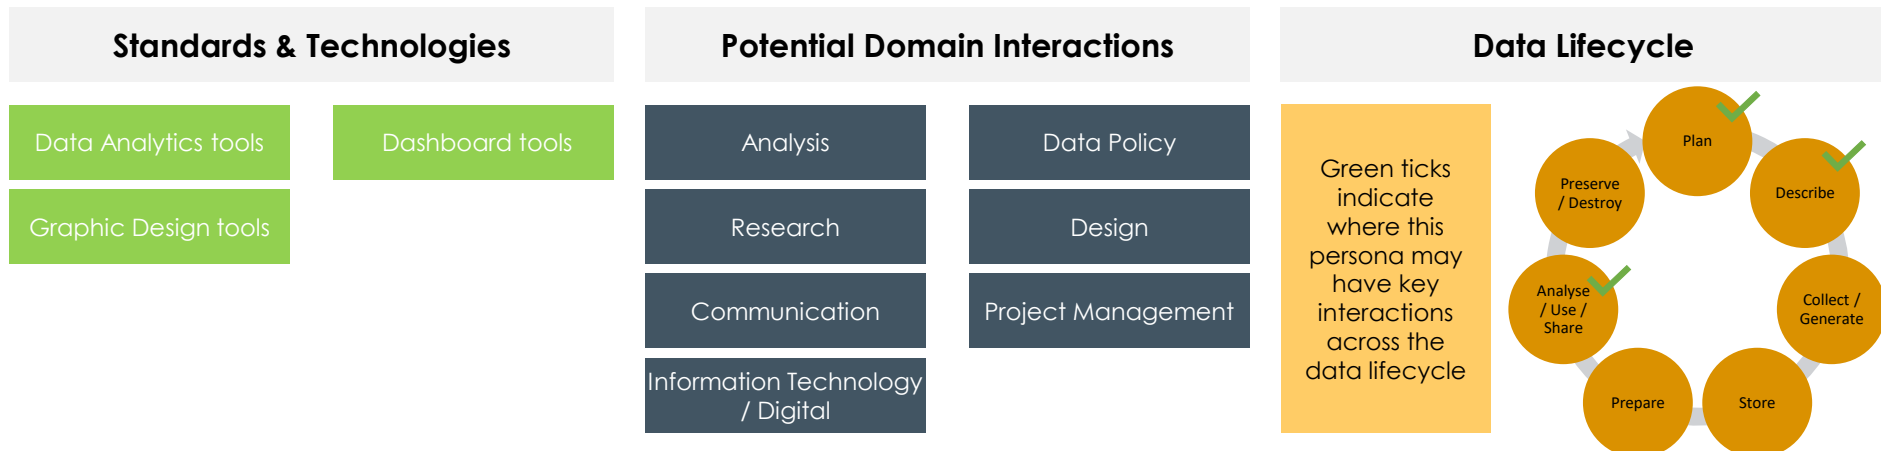 Standards & Technologies
Data Analytics tools
Dashboard tools
Graphic Design tools
Potential Domain Interactions
Analysis
Data Policy
Research
Design
Communication
Project Management
Information Technology
/ Digital
Data Lifecycle
Green ticks
indicate
where this
persona may
have key
interactions
across the
data lifecycle
Plan
Describe
Collect /
Generate
Store
Prepare
Analyse
/ Use /
Share
Preserve
/ Destroy